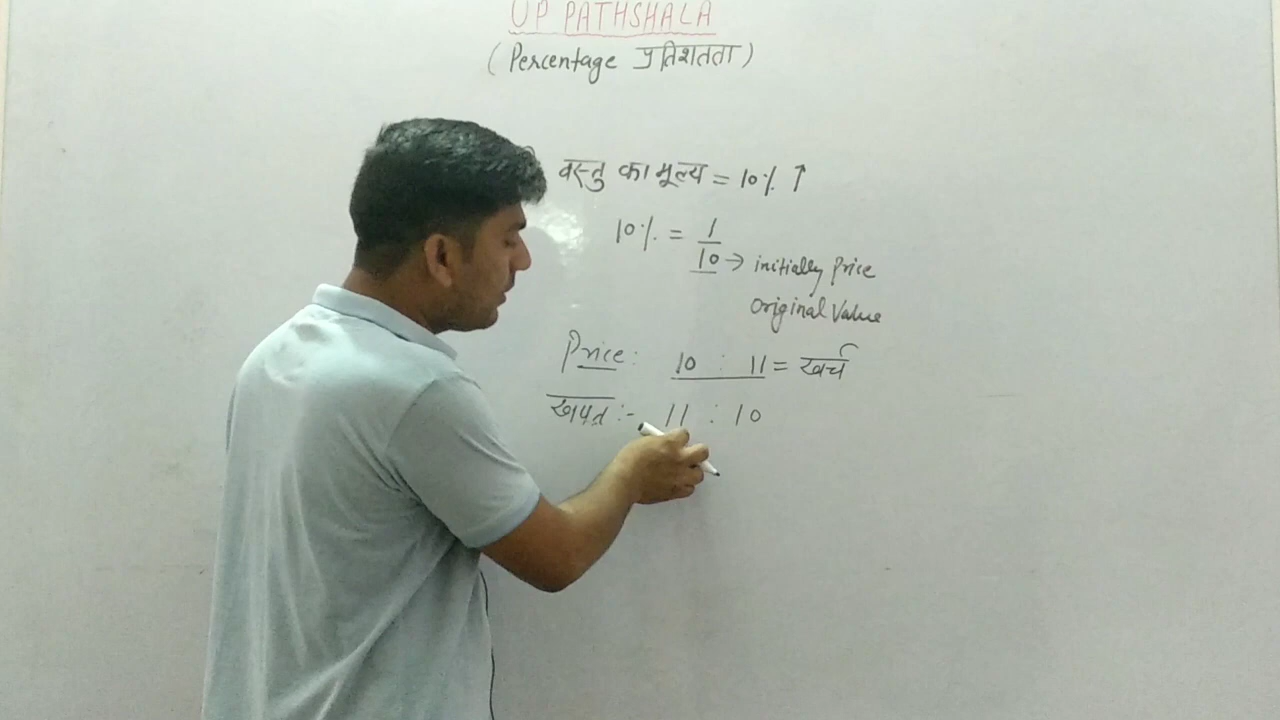 UP PATHSHALA
(Percentage प्रतिशतता)
वस्तु का मूल्य = 10% ↑
10% = 1/10 → initially Price
Original Value
Price: 10 : 11 = खर्च
खपत :- 11 : 10